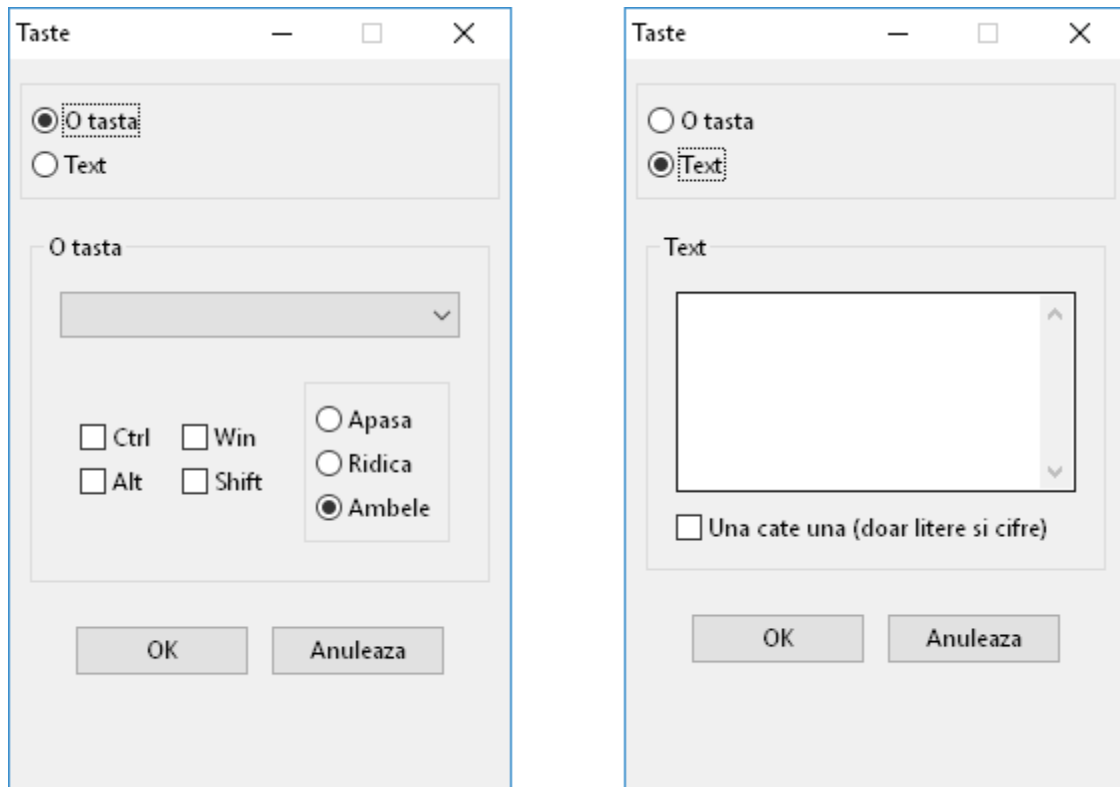 Taste
O tasta
Text
O tasta
Ctrl
Win
Alt
Shift
Apasa
Ridica
Ambele
OK
Anuleaza
Taste
O tasta
Text
Text
Una cate una (doar litere si cifre)
OK
Anuleaza